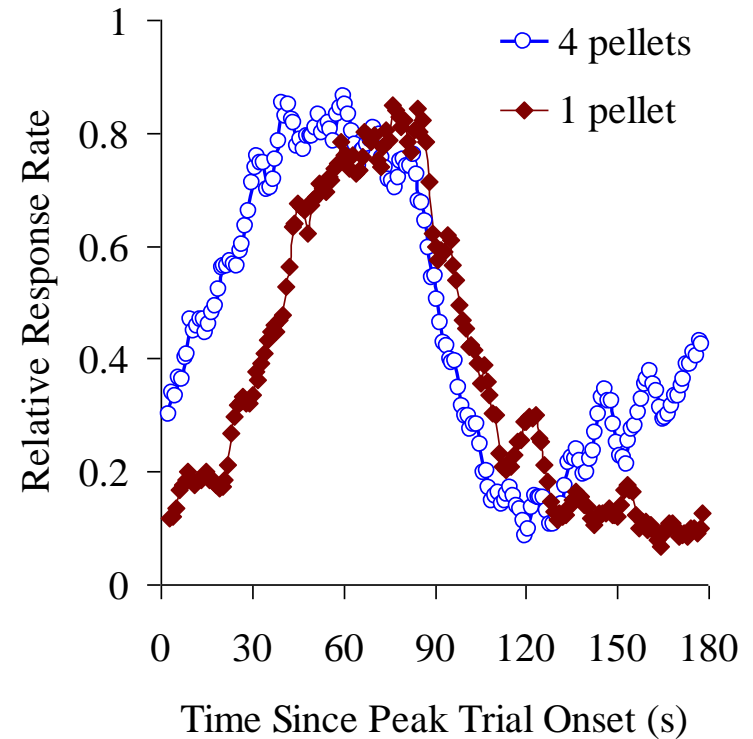 1
4 pellets
0.8
1 pellet
0.6
0.4
0.2
0
0 30 60 90 120 150 180
Relative Response Rate
Time Since Peak Trial Onset (s)